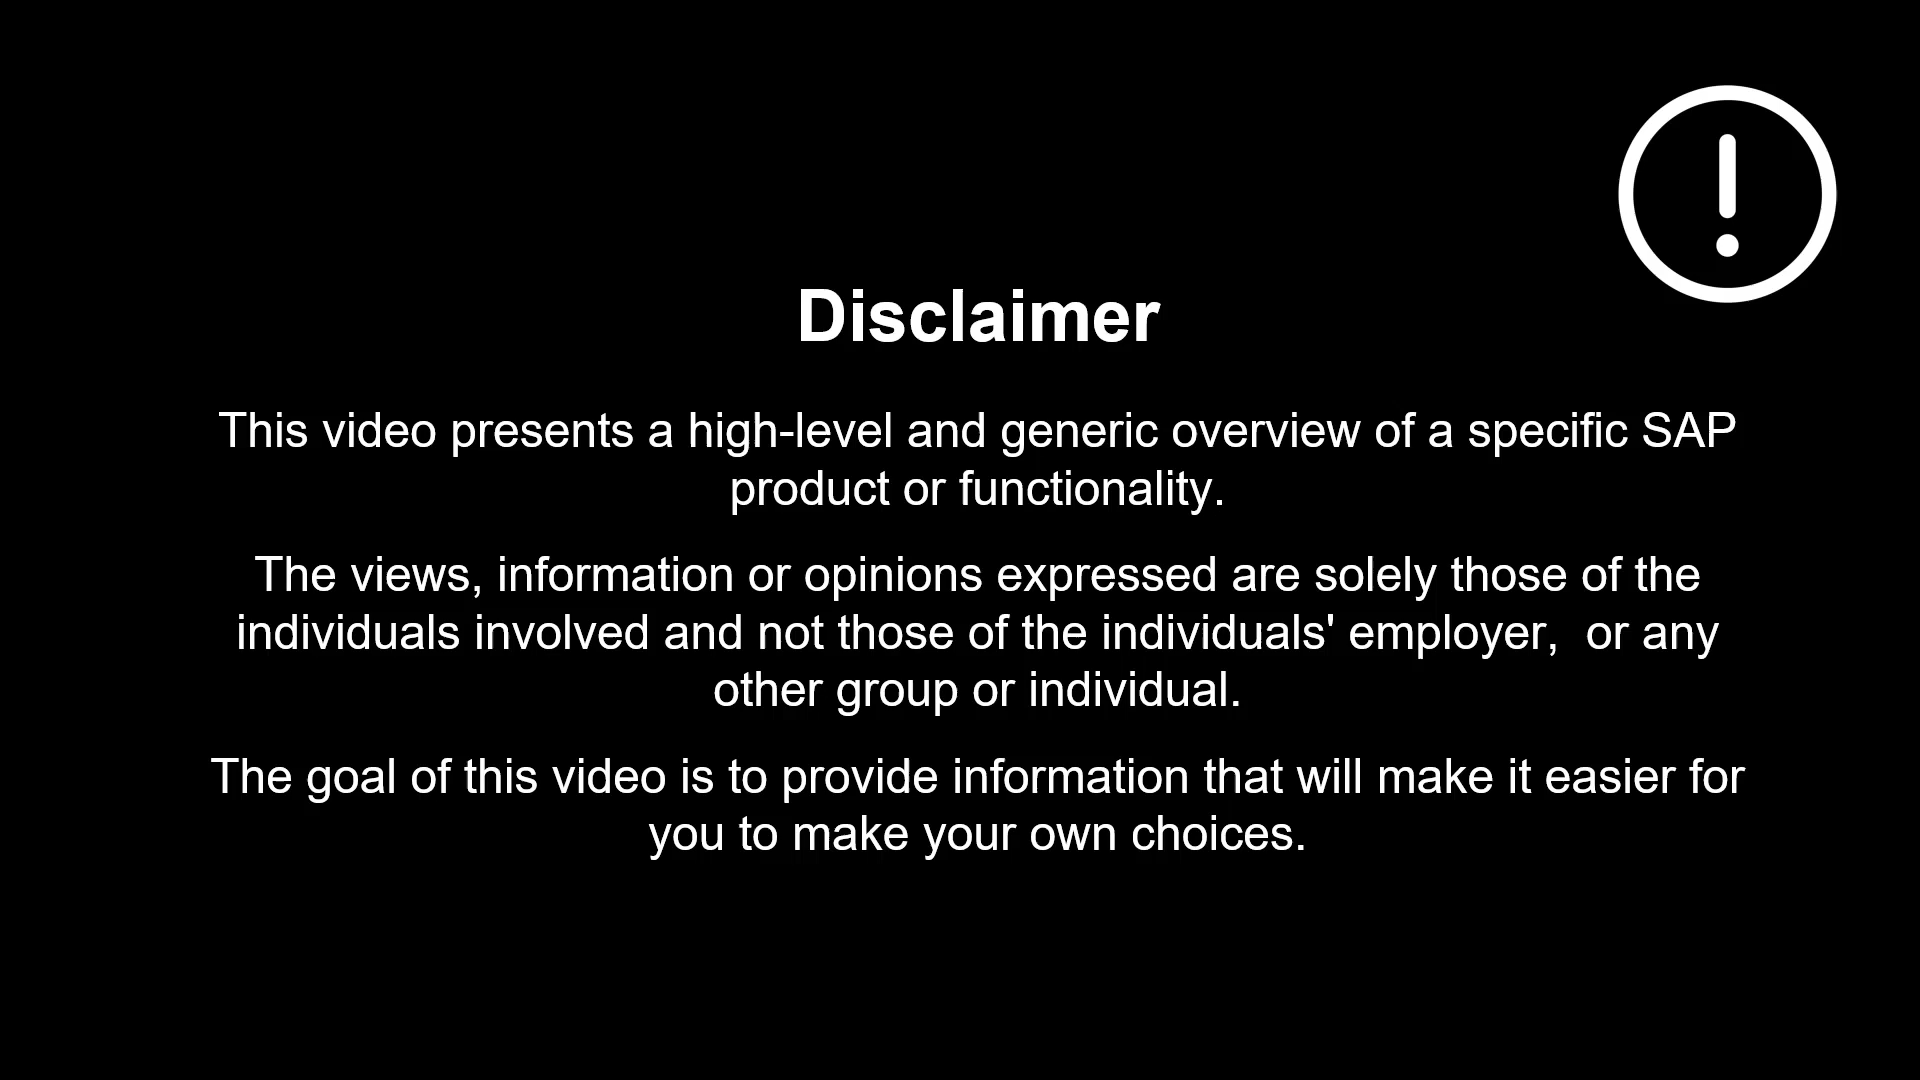 Disclaimer
This video presents a high-level and generic overview of a specific SAP
product or functionality.
The views, information or opinions expressed are solely those of the
individuals involved and not those of the individuals' employer,  or any
other group or individual.
The goal of this video is to provide information that will make it easier for
you to make your own choices.